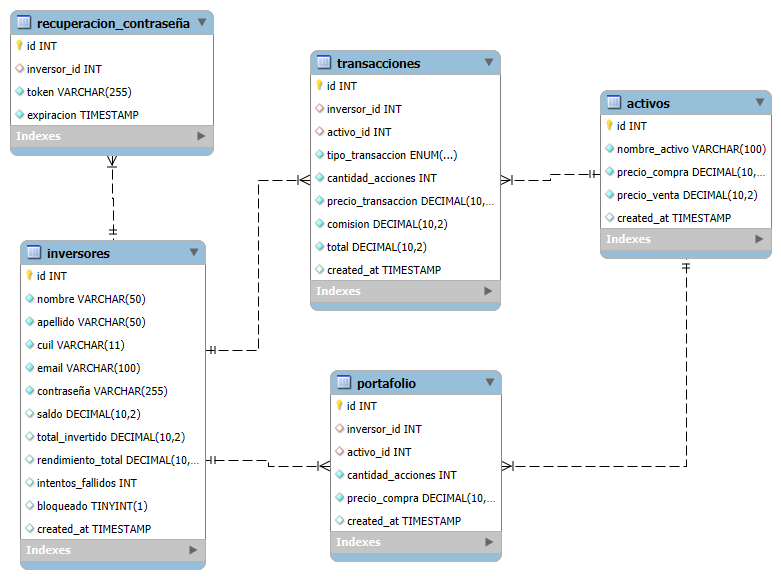 recuperacion_contraseña
id INT
inversor_id INT
token VARCHAR(255)
expiracion TIMESTAMP
Indexes
transacciones
id INT
inversor_id INT
activo_id INT
tipo_transaccion ENUM(...)
cantidad_acciones INT
precio_transaccion DECIMAL(10,...
comision DECIMAL(10,2)
total DECIMAL(10,2)
created_at TIMESTAMP
Indexes
activos
id INT
nombre_activo VARCHAR(100)
precio_compra DECIMAL(10,...
precio_venta DECIMAL(10,2)
created_at TIMESTAMP
Indexes
inversores
id INT
nombre VARCHAR(50)
apellido VARCHAR(50)
cuil VARCHAR(11)
email VARCHAR(100)
contraseña VARCHAR(255)
saldo DECIMAL(10,2)
total_invertido DECIMAL(10,2)
rendimiento_total DECIMAL(10,...
intentos_fallidos INT
bloqueado TINYINT(1)
created_at TIMESTAMP
Indexes
portafolio
id INT
inversor_id INT
activo_id INT
cantidad_acciones INT
precio_compra DECIMAL(10,...
created_at TIMESTAMP
Indexes